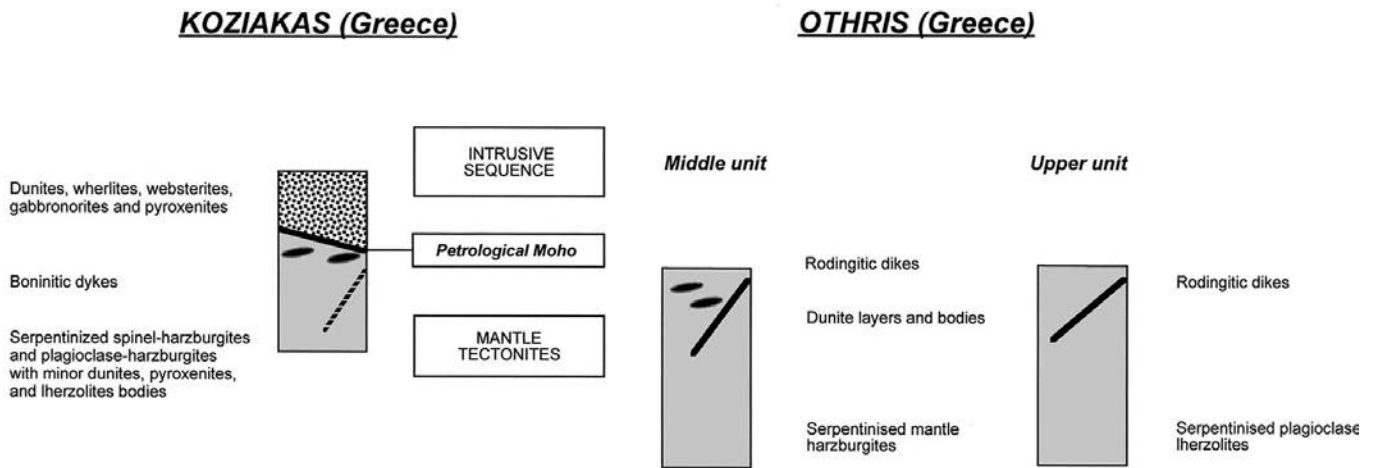 KOZIAKAS (Greece)
OTHRIS (Greece)
Dunites, wherlites, websterites,
gabbronorites and pyroxenites
Boninitic dykes
Serpentinized spinel-harzburgites
and plagioclase-harzburgites
with minor dunites, pyroxenites,
and lherzolites bodies
INTRUSIVE
SEQUENCE
Petrological Moho
MANTLE
TECTONITES
Middle unit
Rodingitic dikes
Dunite layers and bodies
Serpentinised mantle
harzburgites
Upper unit
Rodingitic dikes
Serpentinised plagioclase
lherzolites